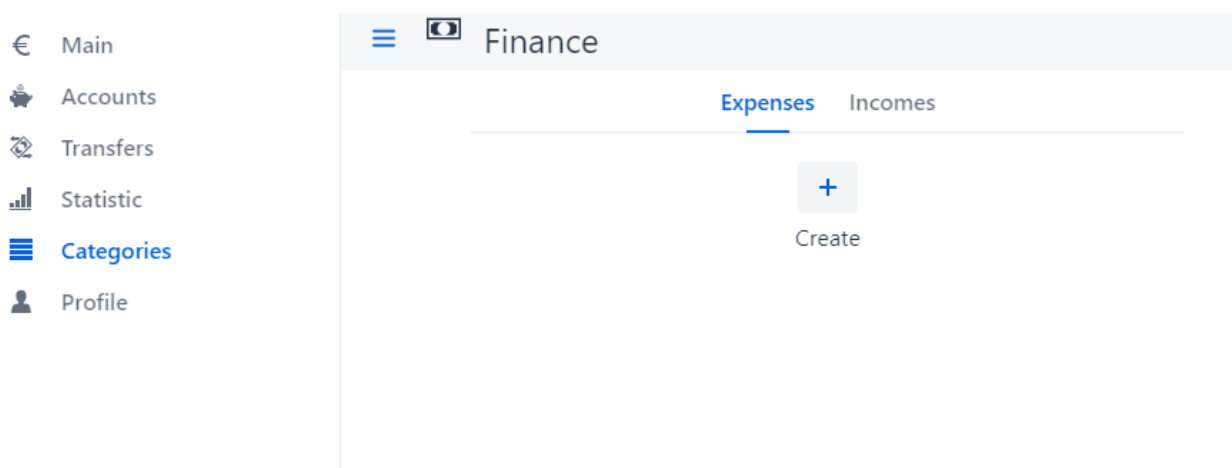 Main
Accounts
Transfers
Statistic
Categories
Profile
Finance
Expenses Incomes
+
Create